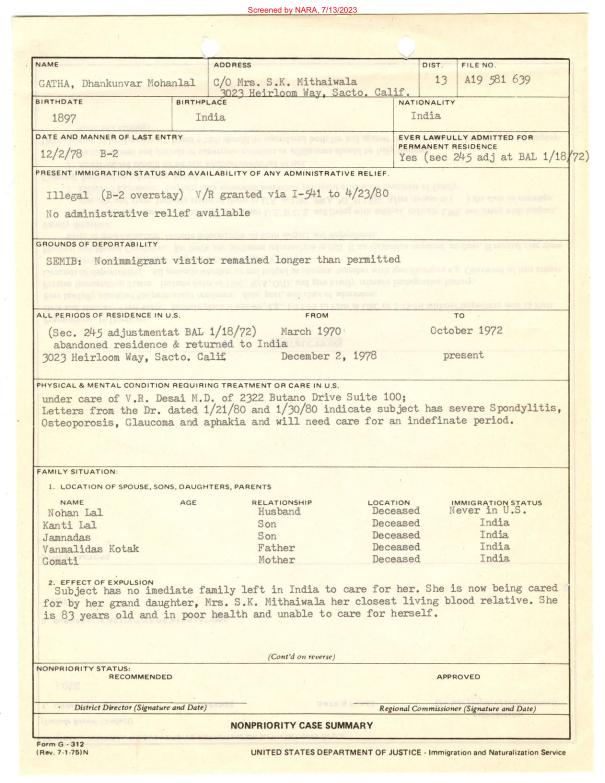 Screened by NARA, 7/13/2023
NAME ADDRESS DIST. FILE NO.
GATHA, Dhankunvar Mohanlal C/O Mrs. S.K. Mithaiwala 13 A19 581 639
3023 Heirloom Way, Sacto. Calif.
BIRTHDATE BIRTHPLACE NATIONALITY
1897 India India
DATE AND MANNER OF LAST ENTRY EVER LAWFULLY ADMITTED FOR
PERMANENT RESIDENCE
12/2/78 B-2 Yes (sec 245 adj at BAL 1/18/72)
PRESENT IMMIGRATION STATUS AND AVAILABILITY OF ANY ADMINISTRATIVE RELIEF.
Illegal (B-2 overstay) V/R granted via I-541 to 4/23/80
No administrative relief available
GROUNDS OF DEPORTABILITY
SEMIB: Nonimmigrant visitor remained longer than permitted
ALL PERIODS OF RESIDENCE IN U.S. FROM TO
(Sec. 245 adjustmentat BAL 1/18/72) March 1970 October 1972
abandoned residence & returned to India
3023 Heirloom Way, Sacto. Calif December 2, 1978 present
PHYSICAL & MENTAL CONDITION REQUIRING TREATMENT OR CARE IN U.S.
under care of V.R. Desai M.D. of 2322 Butano Drive Suite 100;
Letters from the Dr. dated 1/21/80 and 1/30/80 indicate subject has severe Spondylitis,
Osteoporosis, Glaucoma and aphakia and will need care for an indefinate period.
FAMILY SITUATION:
1. LOCATION OF SPOUSE, SONS, DAUGHTERS, PARENTS
NAME AGE RELATIONSHIP LOCATION IMMIGRATION STATUS
Nohan Lal Husband Deceased Never in U.S.
Kanti Lal Son Deceased India
Jamnadas Son Deceased India
Vanmalidas Kotak Father Deceased India
Gomati Mother Deceased India
2. EFFECT OF EXPULSION
Subject has no imediate family left in India to care for her. She is now being cared
for by her grand daughter, Mrs. S.K. Mithaiwala her closest living blood relative. She
is 83 years old and in poor health and unable to care for herself.
(Cont'd on reverse)
NONPRIORITY STATUS:
RECOMMENDED APPROVED
District Director (Signature and Date) Regional Commissioner (Signature and Date)
NONPRIORITY CASE SUMMARY
Form G-312
(Rev. 7-1-75)N UNITED STATES DEPARTMENT OF JUSTICE - Immigration and Naturalization Service